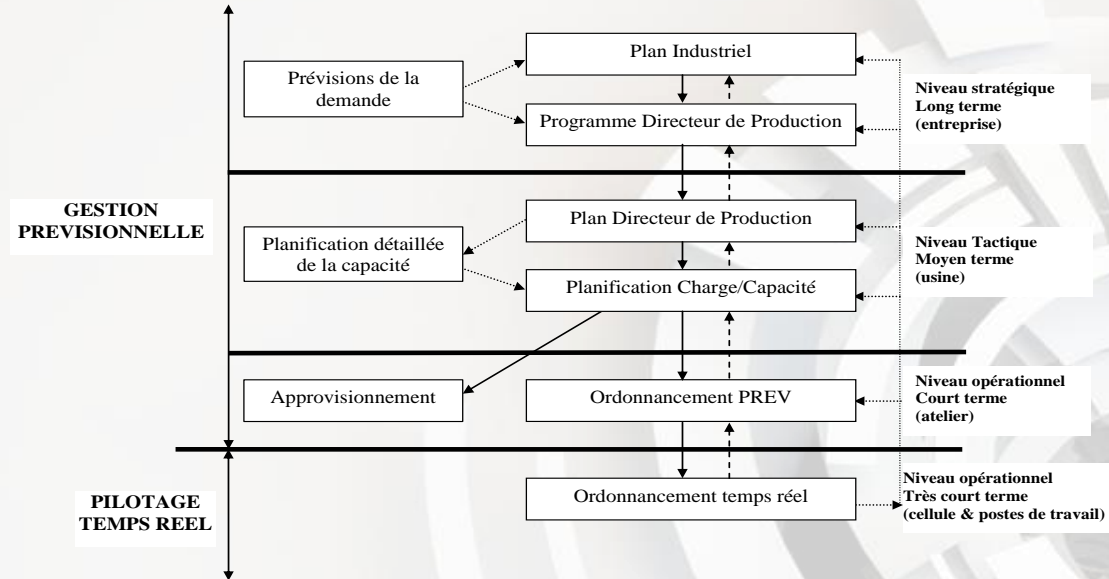 Plan Industriel
Prévisions de la
demande
Niveau stratégique
Long terme
(entreprise)
Programme Directeur de Production
GESTION
PREVISIONNELLE
Plan Directeur de Production
Planification détaillée
de la capacité
Niveau Tactique
Moyen terme
(usine)
Planification Charge/Capacité
Approvisionnement
Ordonnancement PREV
Niveau opérationnel
Court terme
(atelier)
PILOTAGE
TEMPS REEL
Ordonnancement temps réel
Niveau opérationnel
Très court terme
(cellule & postes de travail)